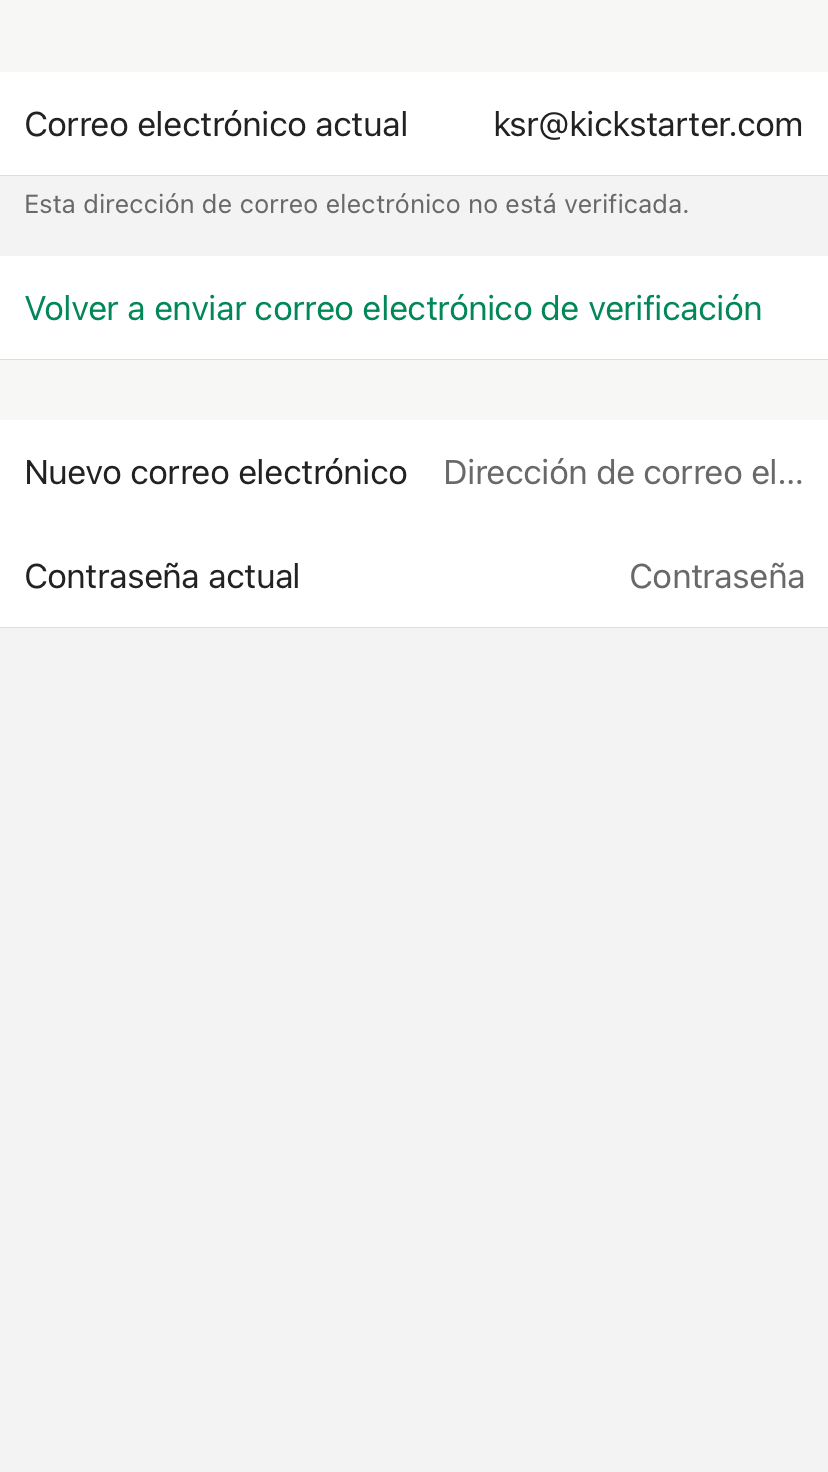 Correo electrónico actual ksr@kickstarter.com
Esta dirección de correo electrónico no está verificada.
Volver a enviar correo electrónico de verificación
Nuevo correo electrónico Dirección de correo el...
Contraseña actual Contraseña